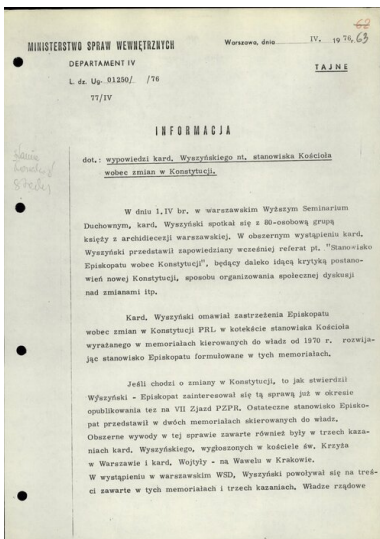 62
63
MINISTERSTWO SPRAW WEWNĘTRZNYCH
DEPARTAMENT IV
Warszawa, dnia IV. 1976.
TAJNE
L. dz. Ug. 01250/ /76
77/IV
INFORMACJA
dot.: wypowiedzi kard. Wyszyńskiego nt. stanowiska Kościoła
wobec zmian w Konstytucji.
W dniu 1.IV br. w warszawskim Wyższym Seminarium
Duchownym, kard. Wyszyński spotkał się z 80-osobową grupą
księży z archidiecezji warszawskiej. W obszernym wystąpieniu kard.
Wyszyński przedstawił zapowiedziany wcześniej referat pt. "Stanowisko
Episkopatu wobec Konstytucji", będący daleko idącą krytyką postano-
wień nowej Konstytucji, sposobu organizowania społecznej dyskusji
nad zmianami itp.
Kard. Wyszyński omawiał zastrzeżenia Episkopatu
wobec zmian w Konstytucji PRL w kotekście stanowiska Kościoła
wyrażanego w memoriałach kierowanych do władz od 1970 r. rozwija-
jąc stanowisko Episkopatu formułowane w tych memoriałach.
Jeśli chodzi o zmiany w Konstytucji, to jak stwierdził
Wyszyński - Episkopat zainteresował się tą sprawą już w okresie
opublikowania tez na VII Zjazd PZPR. Ostateczne stanowisko Episko-
pat przedstawił w dwóch memoriałach skierowanych do władz.
Obszerne wywody w tej sprawie zawarte również były w trzech kaza-
niach kard. Wyszyńskiego, wygłoszonych w kościele św. Krzyża
w Warszawie i kard. Wojtyły - na Wawelu w Krakowie.
W wystąpieniu w warszawskim WSD, Wyszyński powoływał się na treś-
ci zawarte w tych memoriałach i trzech kazaniach. Władze rządowe